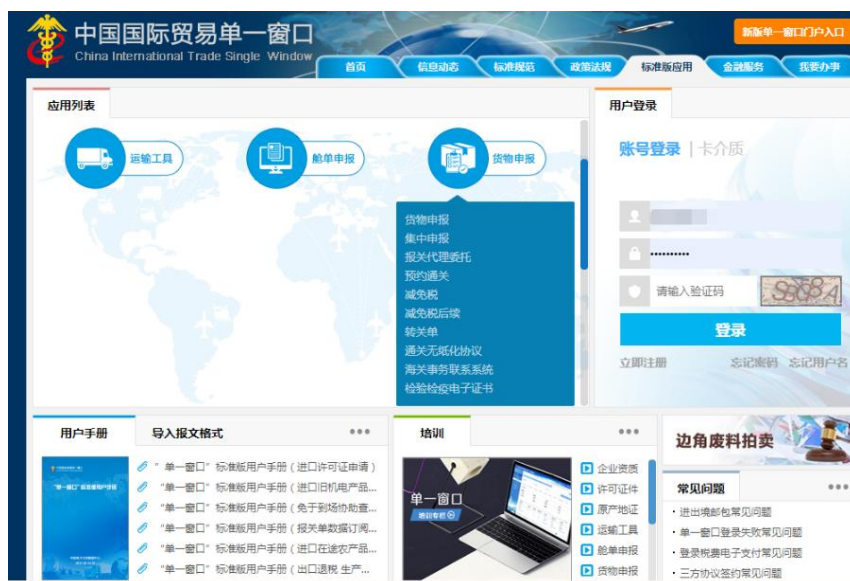 中国国际贸易单一窗口
China International Trade Single Window
新版单一窗口门户入口
首页
信息动态
标准规范
政策法规
标准版应用
金融服务
我要办事
应用列表
运输工具
舱单申报
货物申报
货物申报
集中申报
报关代理委托
预约通关
减免税
减免税后续
转关单
通关无纸化协议
海关事务联系系统
检验检疫电子证书
用户登录
账号登录 | 卡介质
请输入验证码
登录
立即注册
忘记密码 忘记用户名
用户手册
导入报文格式
"单一窗口"标准版用户手册（进口许可证申请）
"单一窗口"标准版用户手册（进口旧机电产品...
"单一窗口"标准版用户手册（免于到场协助查...
"单一窗口"标准版用户手册（报关单数据订阅...
"单一窗口"标准版用户手册（进口在途农产品...
"单一窗口"标准版用户手册（出口退税 生产...
培训
单一窗口
培训专栏
企业资质
许可证件
原产地证
运输工具
舱单申报
货物申报
边角废料拍卖
常见问题
进出境邮包常见问题
单一窗口登录失败常见问题
登录税费电子支付常见问题
三方协议签约常见问题